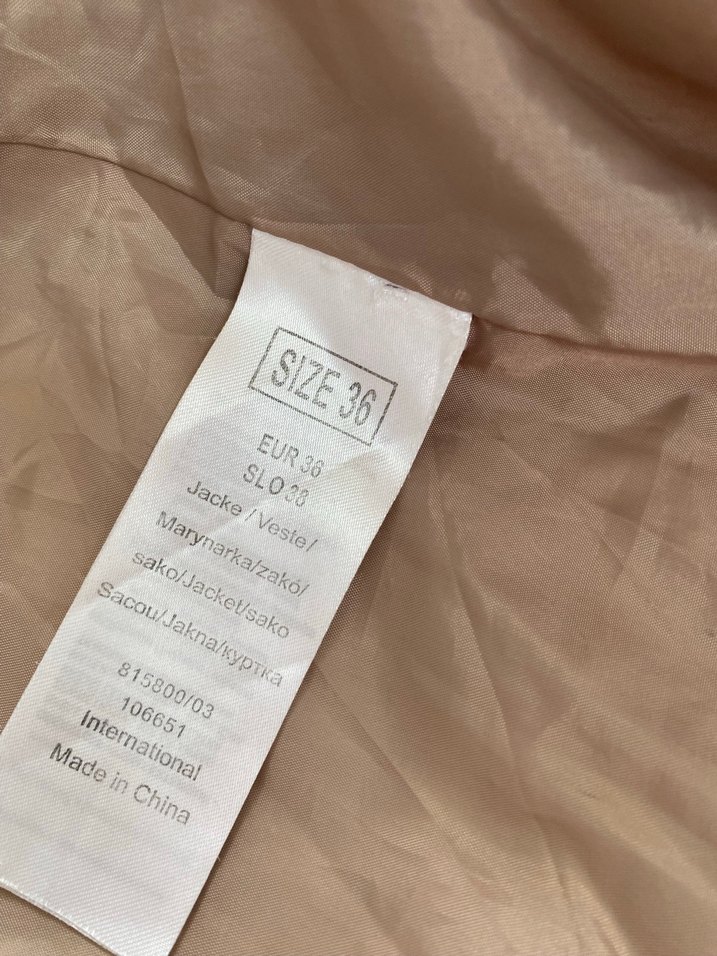 SIZE 36
EUR 36
SLO 38
Jacke / Veste /
Marynarka/zakó/
sako/Jacket/sako
Sacou/Jakna/куртка
815800/03
106651
International
Made in China